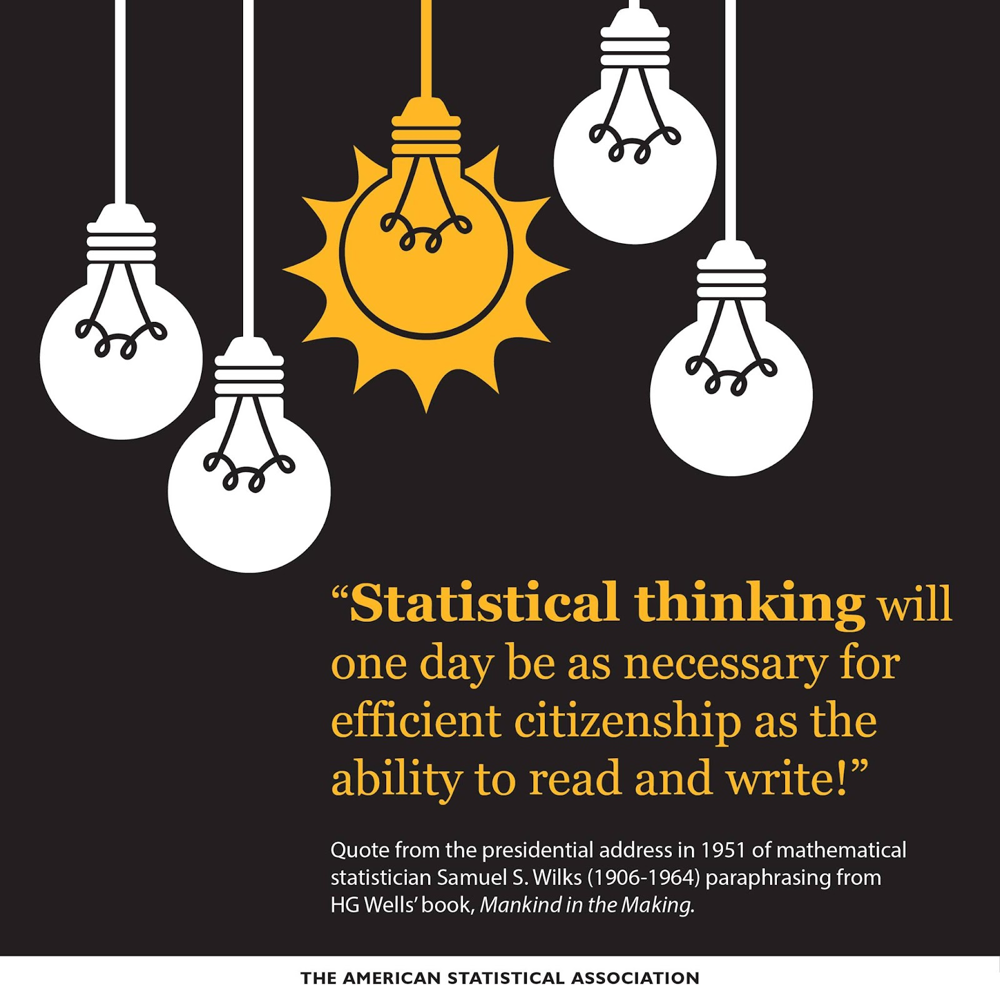 “Statistical thinking will
one day be as necessary for
efficient citizenship as the
ability to read and write!”
Quote from the presidential address in 1951 of mathematical
statistician Samuel S. Wilks (1906-1964) paraphrasing from
HG Wells’ book, Mankind in the Making.
THE AMERICAN STATISTICAL ASSOCIATION